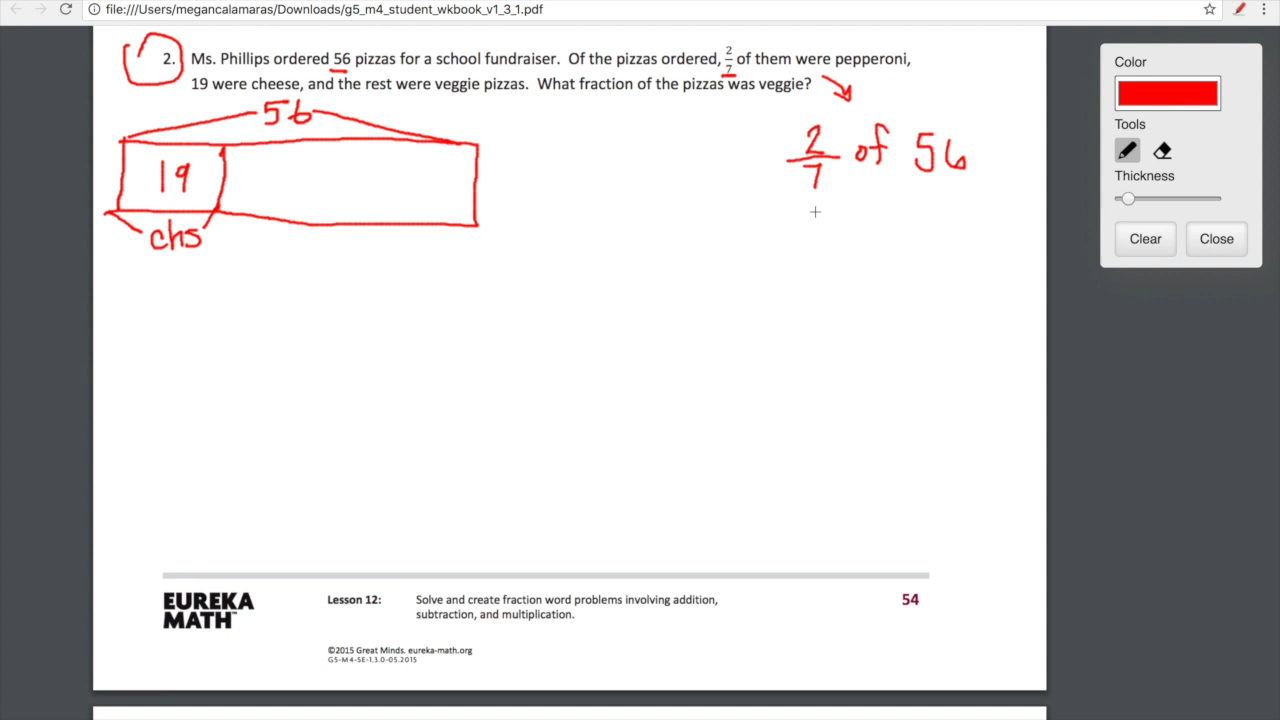 file:///Users/megancalamaras/Downloads/g5_m4_student_wkbook_v1_3_1.pdf
2. Ms. Phillips ordered 56 pizzas for a school fundraiser. Of the pizzas ordered, 2/7 of them were pepperoni,
19 were cheese, and the rest were veggie pizzas. What fraction of the pizzas was veggie?
56
19
chs
2/7 of 56
Color
Tools
Thickness
Clear Close
EUREKA
MATH™
Lesson 12: Solve and create fraction word problems involving addition,
subtraction, and multiplication.
54
©2015 Great Minds. eureka-math.org
G5-M4-SE-1.3.0-05.2015